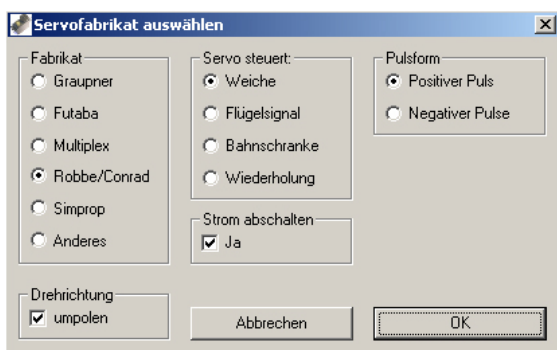 Servofabrikat auswählen
Fabrikat
Graupner
Futaba
Multiplex
Robbe/Conrad
Simprop
Anderes
Servo steuert:
Weiche
Flügelsignal
Bahnschranke
Wiederholung
Pulsform
Positiver Puls
Negativer Pulse
Strom abschalten
Ja
Drehrichtung
umpolen
Abbrechen
OK